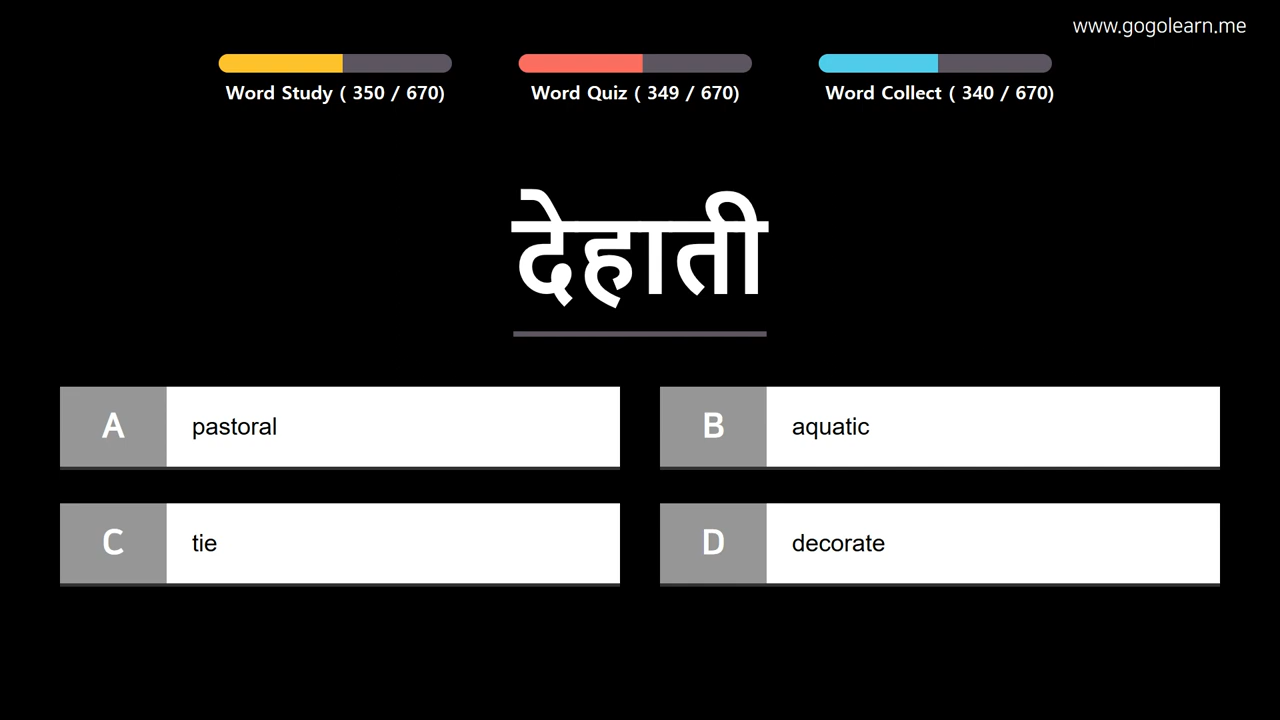 www.gogolearn.me
Word Study ( 350 / 670)
Word Quiz ( 349 / 670)
Word Collect ( 340 / 670)
देहाती
A pastoral
B aquatic
C tie
D decorate